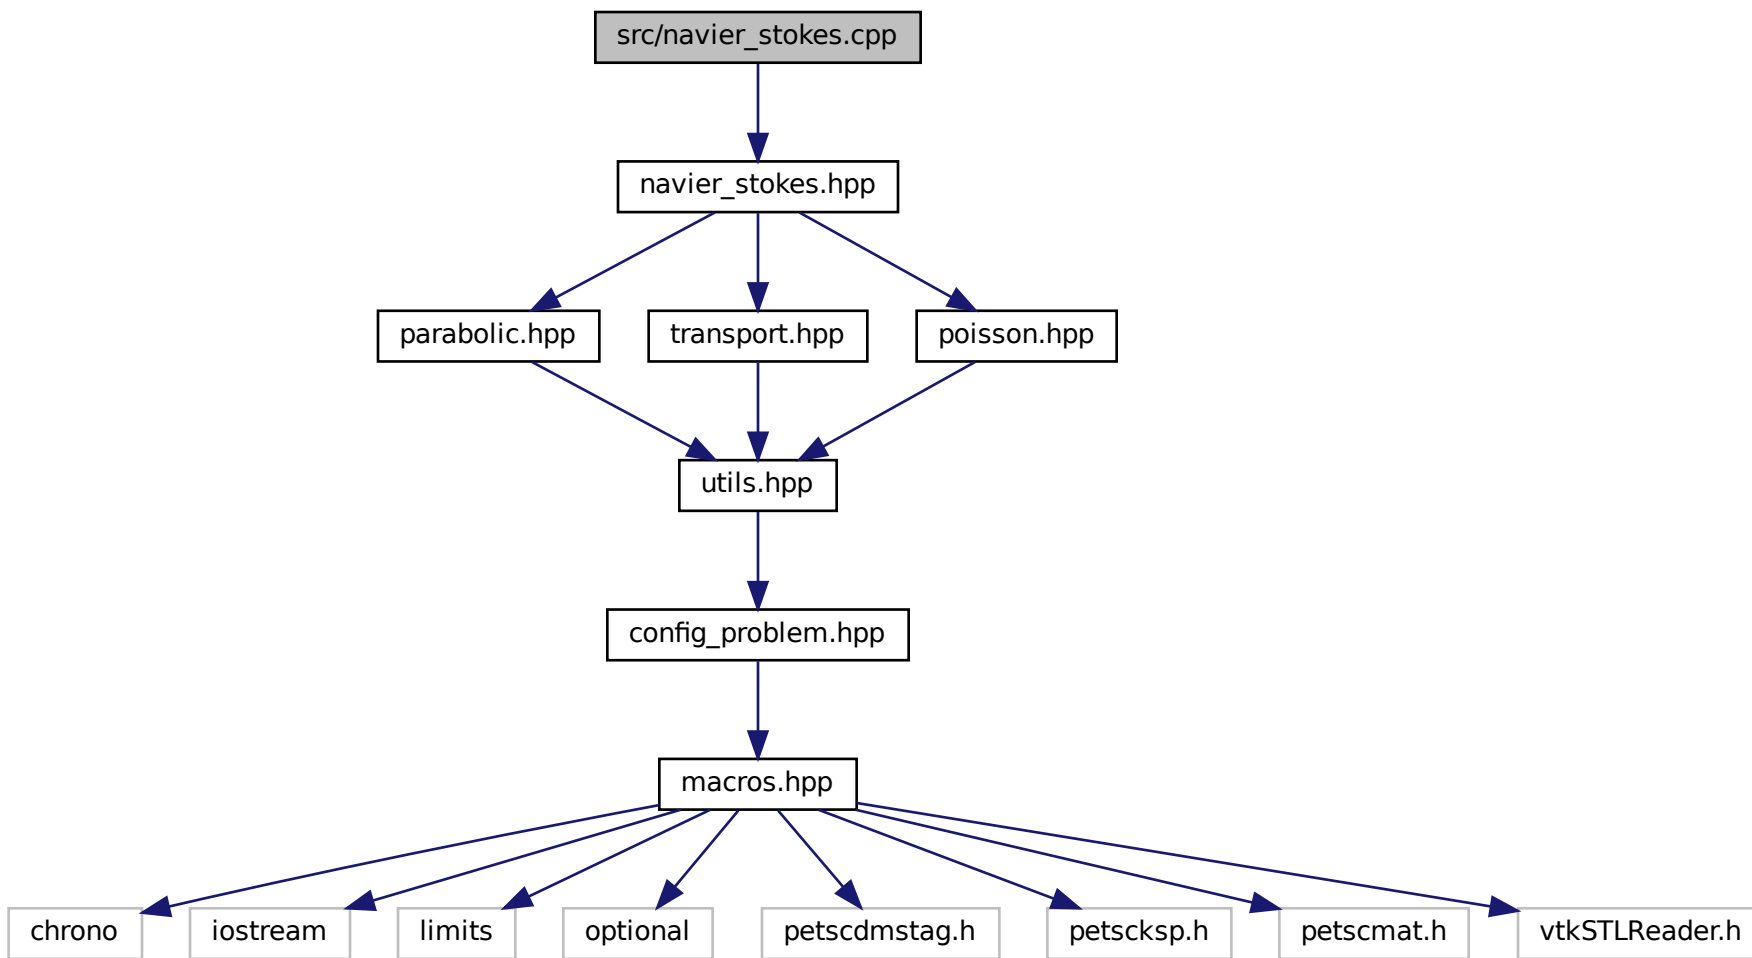 src/navier_stokes.cpp
navier_stokes.hpp
parabolic.hpp
transport.hpp
poisson.hpp
utils.hpp
config_problem.hpp
macros.hpp
chrono
iostream
limits
optional
petscdmstag.h
petscksp.h
petscmat.h
vtkSTLReader.h